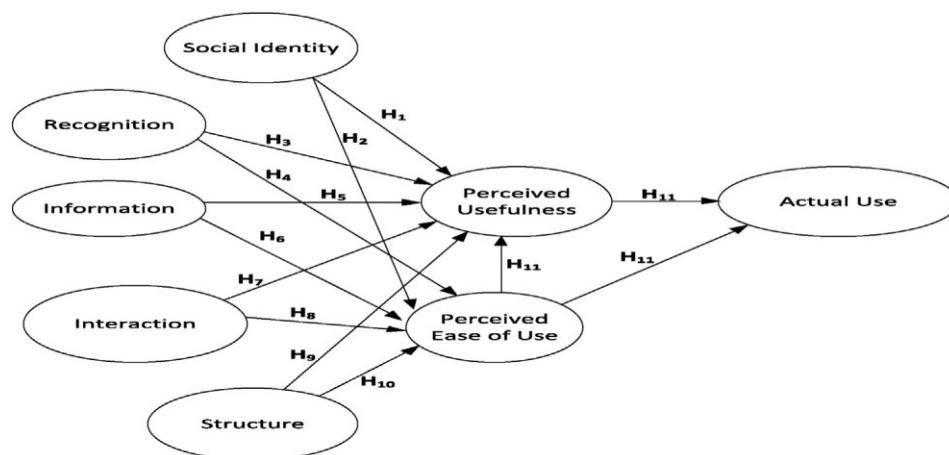 Social Identity
H₁
Recognition
H₃
H₂
H₄
Perceived
Usefulness
H₁₁
Actual Use
Information
H₅
H₆
H₁₁
H₁₁
H₇
Interaction
H₈
Perceived
Ease of Use
H₉
H₁₀
Structure